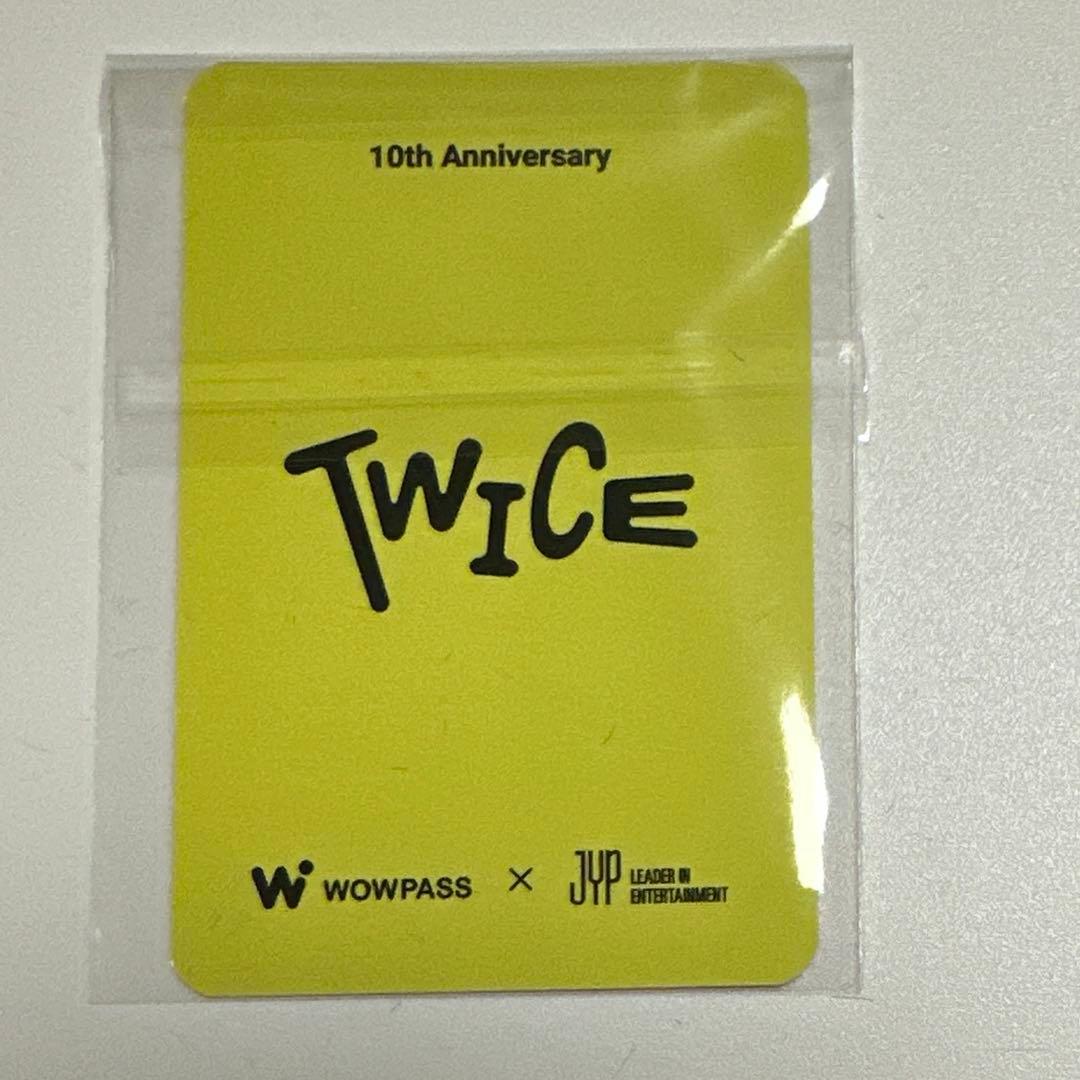 10th Anniversary
TWICE
W WOWPASS × JYP LEADER IN
ENTERTAINMENT